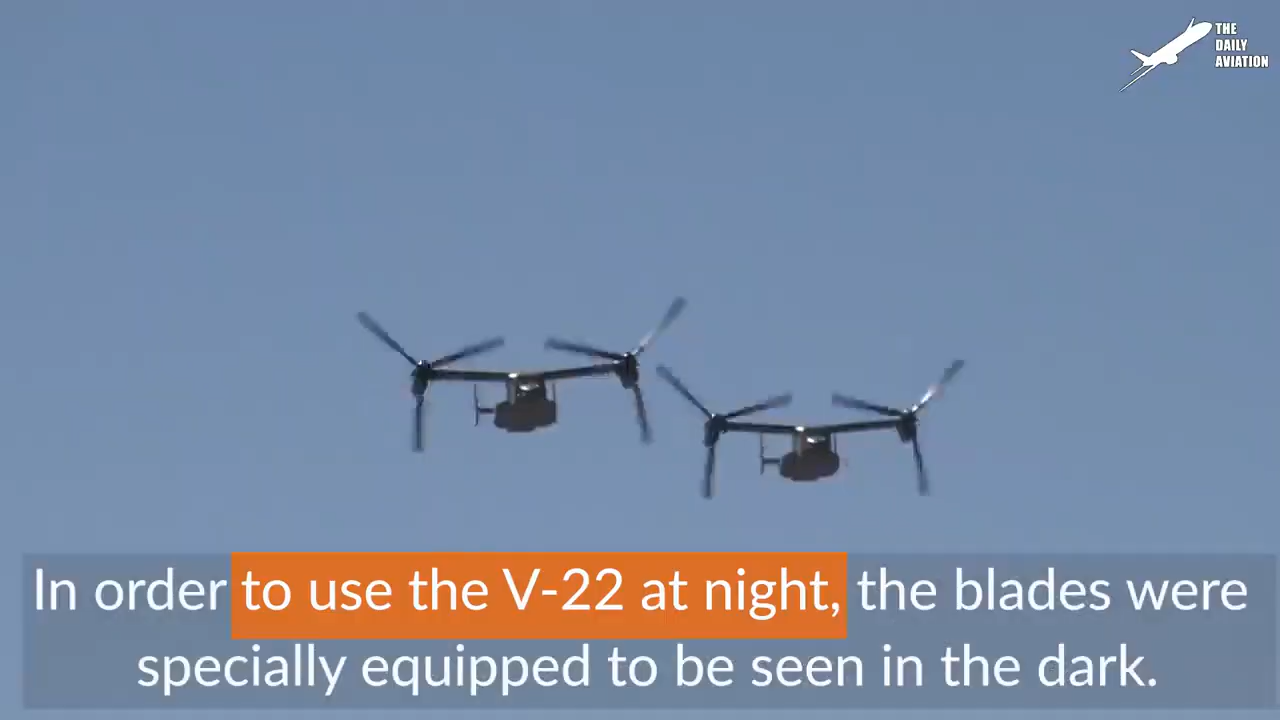 THE
DAILY
AVIATION
In order to use the V-22 at night, the blades were
specially equipped to be seen in the dark.